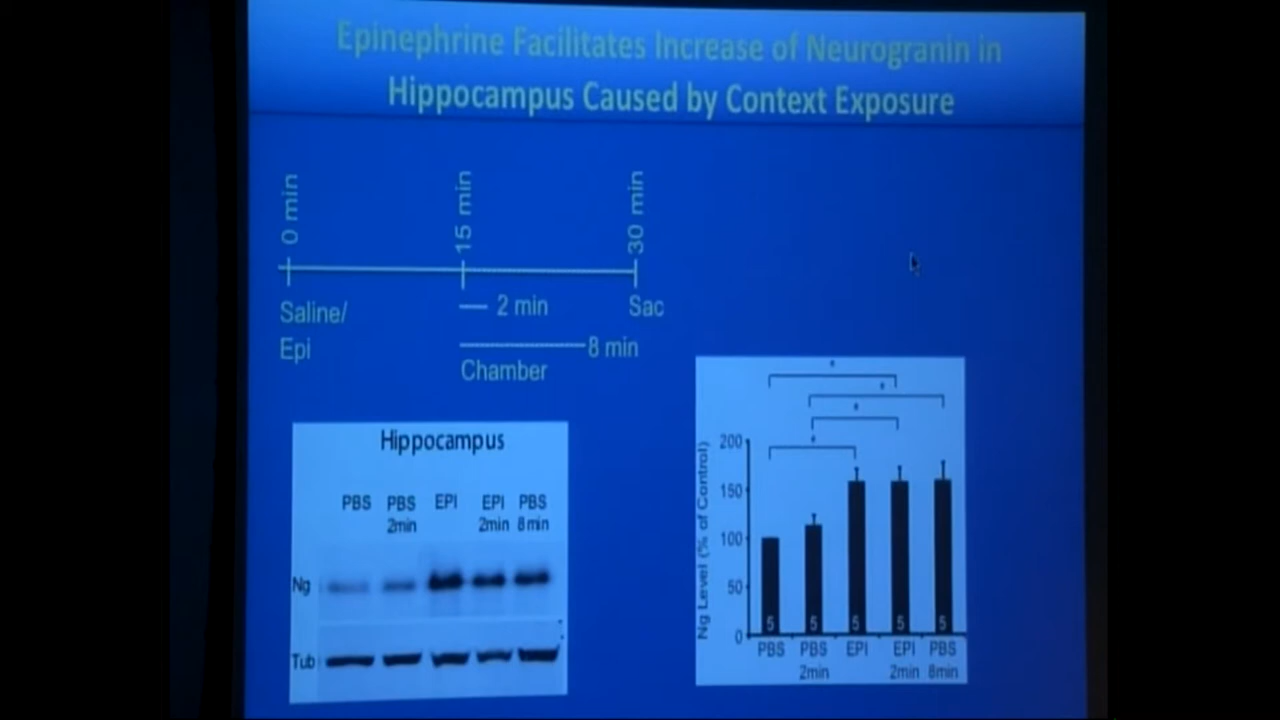 Epinephrine Facilitates Increase of Neurogranin in
Hippocampus Caused by Context Exposure
0 min
15 min
30 min
Saline/
Epi
2 min
Sac
8 min
Chamber
Hippocampus
PBS PBS EPI EPI PBS
2min 2min 8min
Ng
Tub
* 
*
*
*
Ng Level (% of Control)
200
150
100
50
0
5 5 5 5 5
PBS PBS EPI EPI PBS
2min 2min 8min